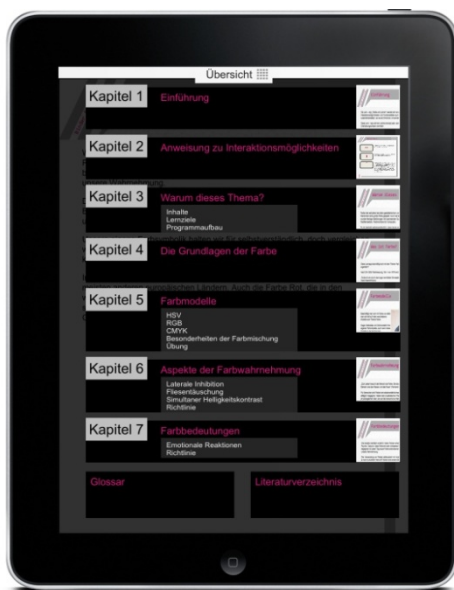 Übersicht
Kapitel 1
Einführung
Kapitel 2
Anweisung zu Interaktionsmöglichkeiten
Kapitel 3
Warum dieses Thema?
Inhalte
Lernziele
Programmaufbau
Kapitel 4
Die Grundlagen der Farbe
Kapitel 5
Farbmodelle
HSV
RGB
CMYK
Besonderheiten der Farbmischung
Übung
Kapitel 6
Aspekte der Farbwahrnehmung
Laterale Inhibition
Fliesentäuschung
Simultaner Helligkeitskontrast
Richtlinie
Kapitel 7
Farbbedeutungen
Emotionale Reaktionen
Richtlinie
Glossar
Literaturverzeichnis